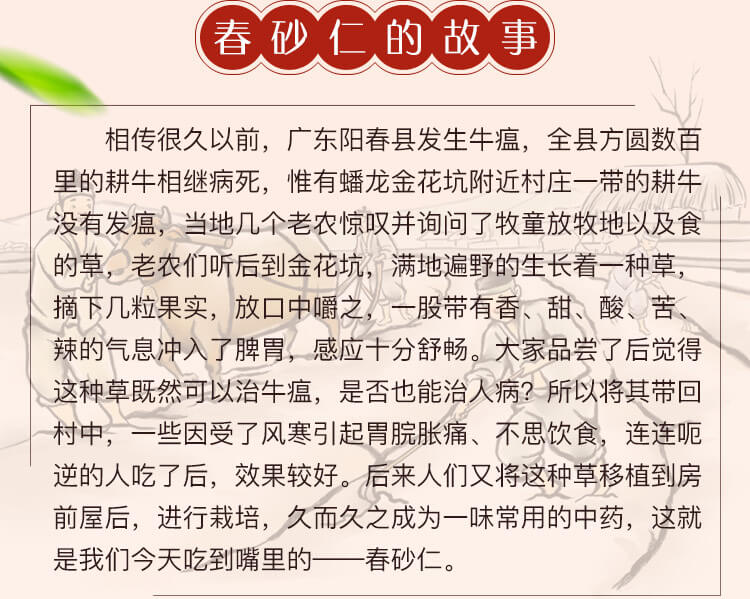 春砂仁的故事
相传很久以前，广东阳春县发生牛瘟，全县方圆数百
里的耕牛相继病死，惟有蟠龙金花坑附近村庄一带的耕牛
没有发瘟，当地几个老农惊叹并询问了牧童放牧地以及食
的草，老农们听后到金花坑，满地遍野的生长着一种草，
摘下几粒果实，放口中嚼之，一股带有香、甜、酸、苦、
辣的气息冲入了脾胃，感应十分舒畅。大家品尝了后觉得
这种草既然可以治牛瘟，是否也能治人病？所以将其带回
村中，一些因受了风寒引起胃脘胀痛、不思饮食，连连呃
逆的人吃了后，效果较好。后来人们又将这种草移植到房
前屋后，进行栽培，久而久之成为一味常用的中药，这就
是我们今天吃到嘴里的——春砂仁。